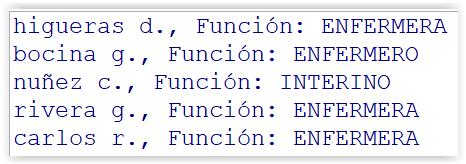 higueras d., Función: ENFERMERA
bocina g., Función: ENFERMERO
nuñez c., Función: INTERINO
rivera g., Función: ENFERMERA
carlos r., Función: ENFERMERA